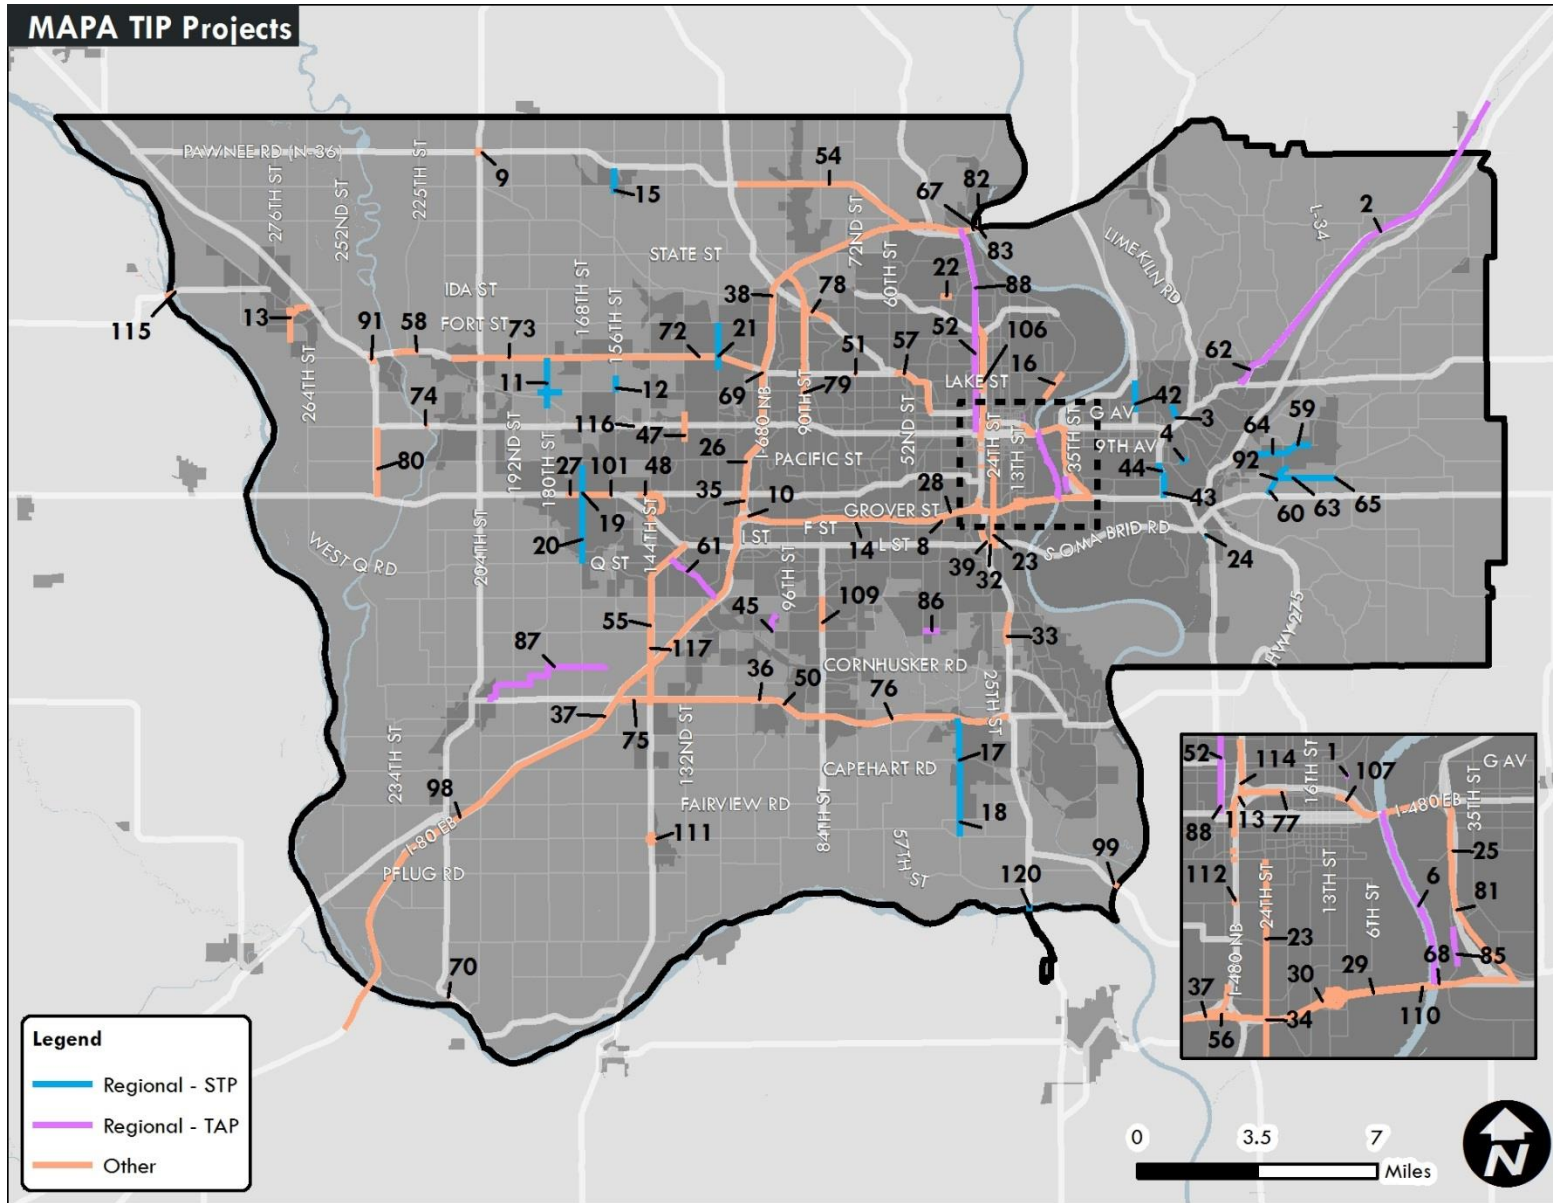 MAPA TIP Projects
PAWNEE RD (N-36)
276TH ST
252ND ST
225TH ST
9
15
54
72ND ST
67
82
83
2
I-34
LIME KILN RD
STATE ST
60TH ST
22
88
115
13
IDA ST
FORT ST
168TH ST
156TH ST
38
78
264TH ST
91
58
73
72
21
51
57
52
106
62
11
12
69
79
LAKE ST
16
42
3
74
116
47
I-680 NB
90TH ST
52ND ST
24TH ST
13TH ST
35TH ST
G AV
4
9TH AV
64
59
80
192ND ST
180TH ST
27
101
48
26
PACIFIC ST
44
43
92
60
63
65
35
10
28
GROVER ST
19
144TH ST
I ST
F ST
14
L ST
8
39
32
23
S OMA BRID RD
24
WEST Q RD
204TH ST
20
Q ST
61
96TH ST
45
109
86
33
HWY 275
55
117
87
CORNHUSKER RD
25TH ST
36
50
76
37
75
132ND ST
234TH ST
98
CAPEHART RD
17
FAIRVIEW RD
84TH ST
18
I-80 EB
111
57TH ST
PFLUG RD
120
99
70
52
114
16TH ST
1
107
35TH ST
G AV
88
113
77
I-480 EB
25
112
24TH ST
13TH ST
6TH ST
6
81
23
I-480 NB
30
29
68
85
37
56
34
110
Legend
Regional - STP
Regional - TAP
Other
0 3.5 7
Miles
N